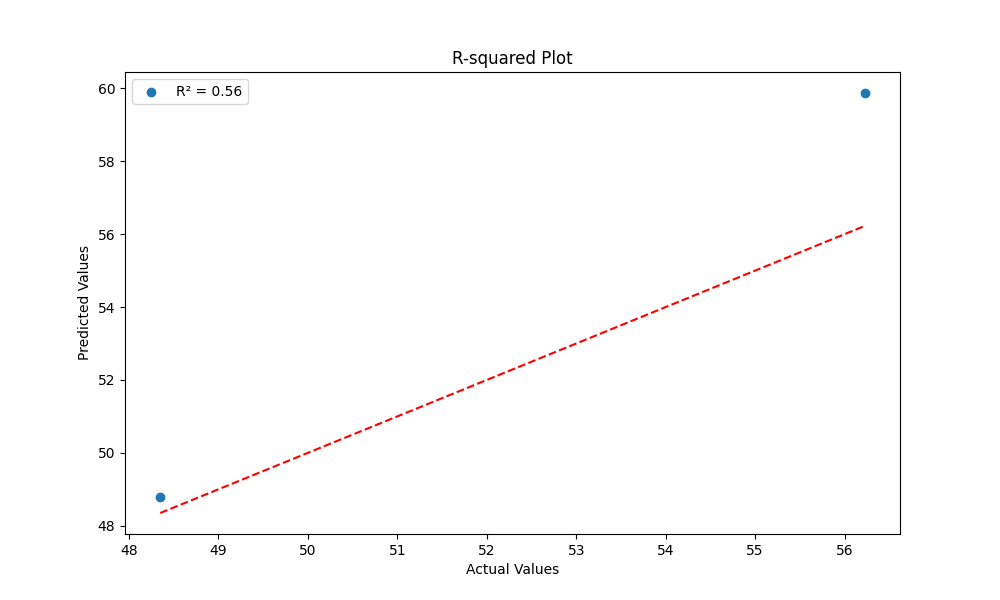 R-squared Plot
R² = 0.56
60
58
56
54
52
50
48
Predicted Values
48 49 50 51 52 53 54 55 56
Actual Values